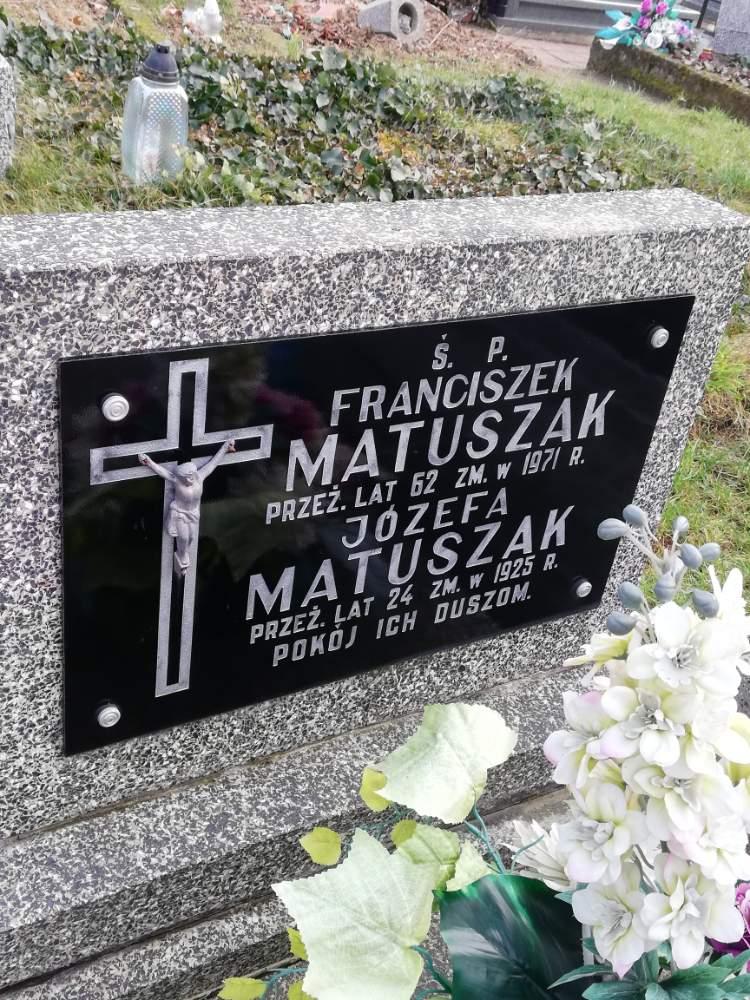 Ś. P.
FRANCISZEK
MATUSZAK
PRZEŻ. LAT 62 ZM. W 1971 R.
JÓZEFA
MATUSZAK
PRZEŻ. LAT 24 ZM. W 1925 R.
POKÓJ ICH DUSZOM.